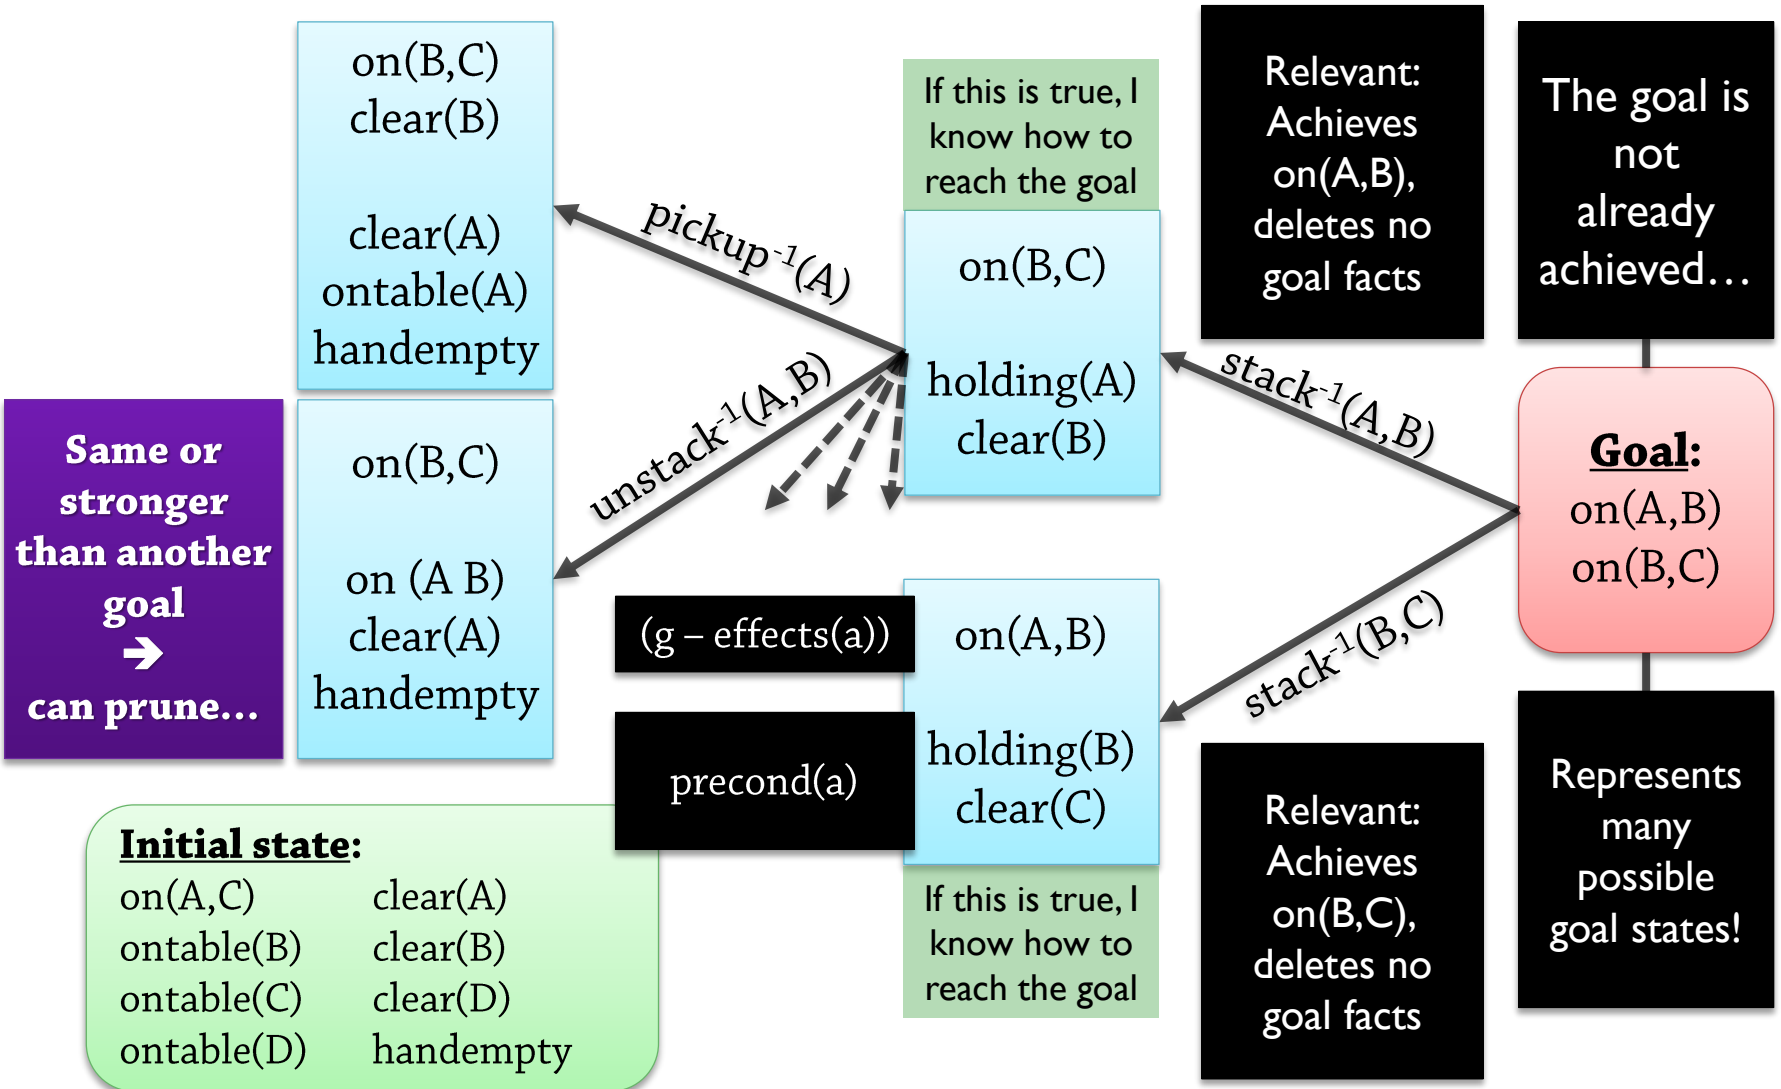 on(B,C)
clear(B)
clear(A)
ontable(A)
handempty
pickup⁻¹(A)
If this is true, I
know how to
reach the goal
on(B,C)
holding(A)
clear(B)
Relevant:
Achieves
on(A,B),
deletes no
goal facts
The goal is
not
already
achieved…
stack⁻¹(A,B)
Goal:
on(A,B)
on(B,C)
Same or
stronger
than another
goal
➔
can prune…
on(B,C)
on (A B)
clear(A)
handempty
unstack⁻¹(A,B)
(g – effects(a))
precond(a)
on(A,B)
holding(B)
clear(C)
If this is true, I
know how to
reach the goal
stack⁻¹(B,C)
Relevant:
Achieves
on(B,C),
deletes no
goal facts
Represents
many
possible
goal states!
Initial state:
on(A,C) clear(A)
ontable(B) clear(B)
ontable(C) clear(D)
ontable(D) handempty